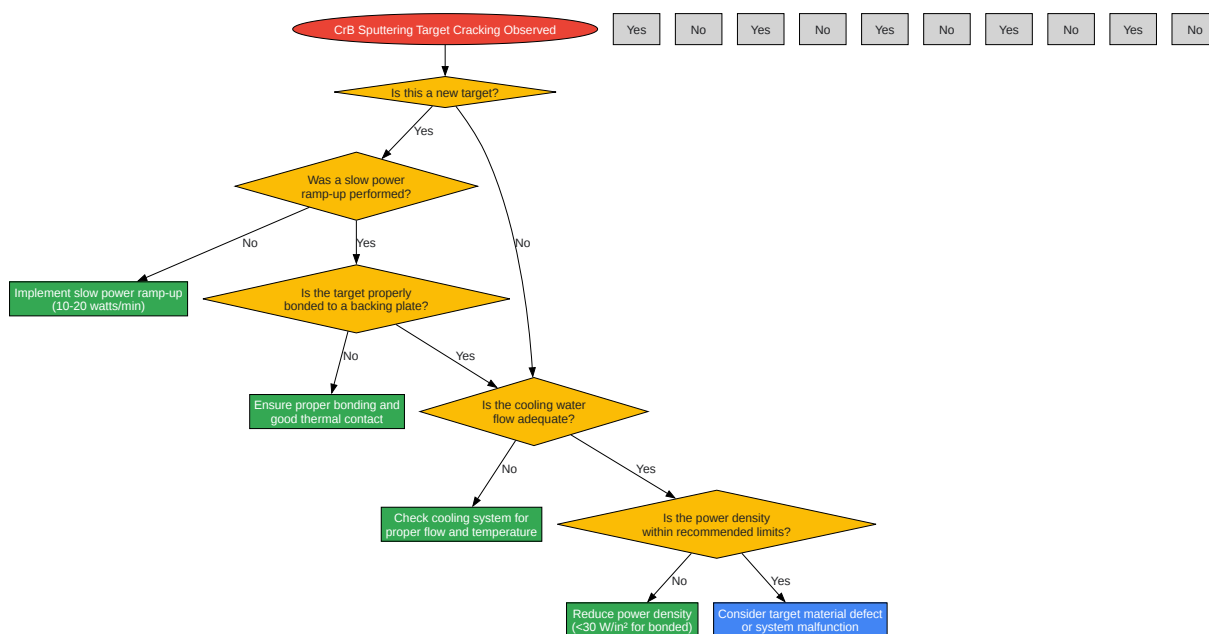 CrB Sputtering Target Cracking Observed
Yes
No
Yes
No
Yes
No
Yes
No
Yes
No
Is this a new target?
Yes
Was a slow power
ramp-up performed?
No
Yes
No
Implement slow power ramp-up
(10-20 watts/min)
Is the target properly
bonded to a backing plate?
No
Yes
Ensure proper bonding and
good thermal contact
Is the cooling water
flow adequate?
No
Yes
Check cooling system for
proper flow and temperature
Is the power density
within recommended limits?
No
Yes
Reduce power density
(<30 W/in² for bonded)
Consider target material defect
or system malfunction